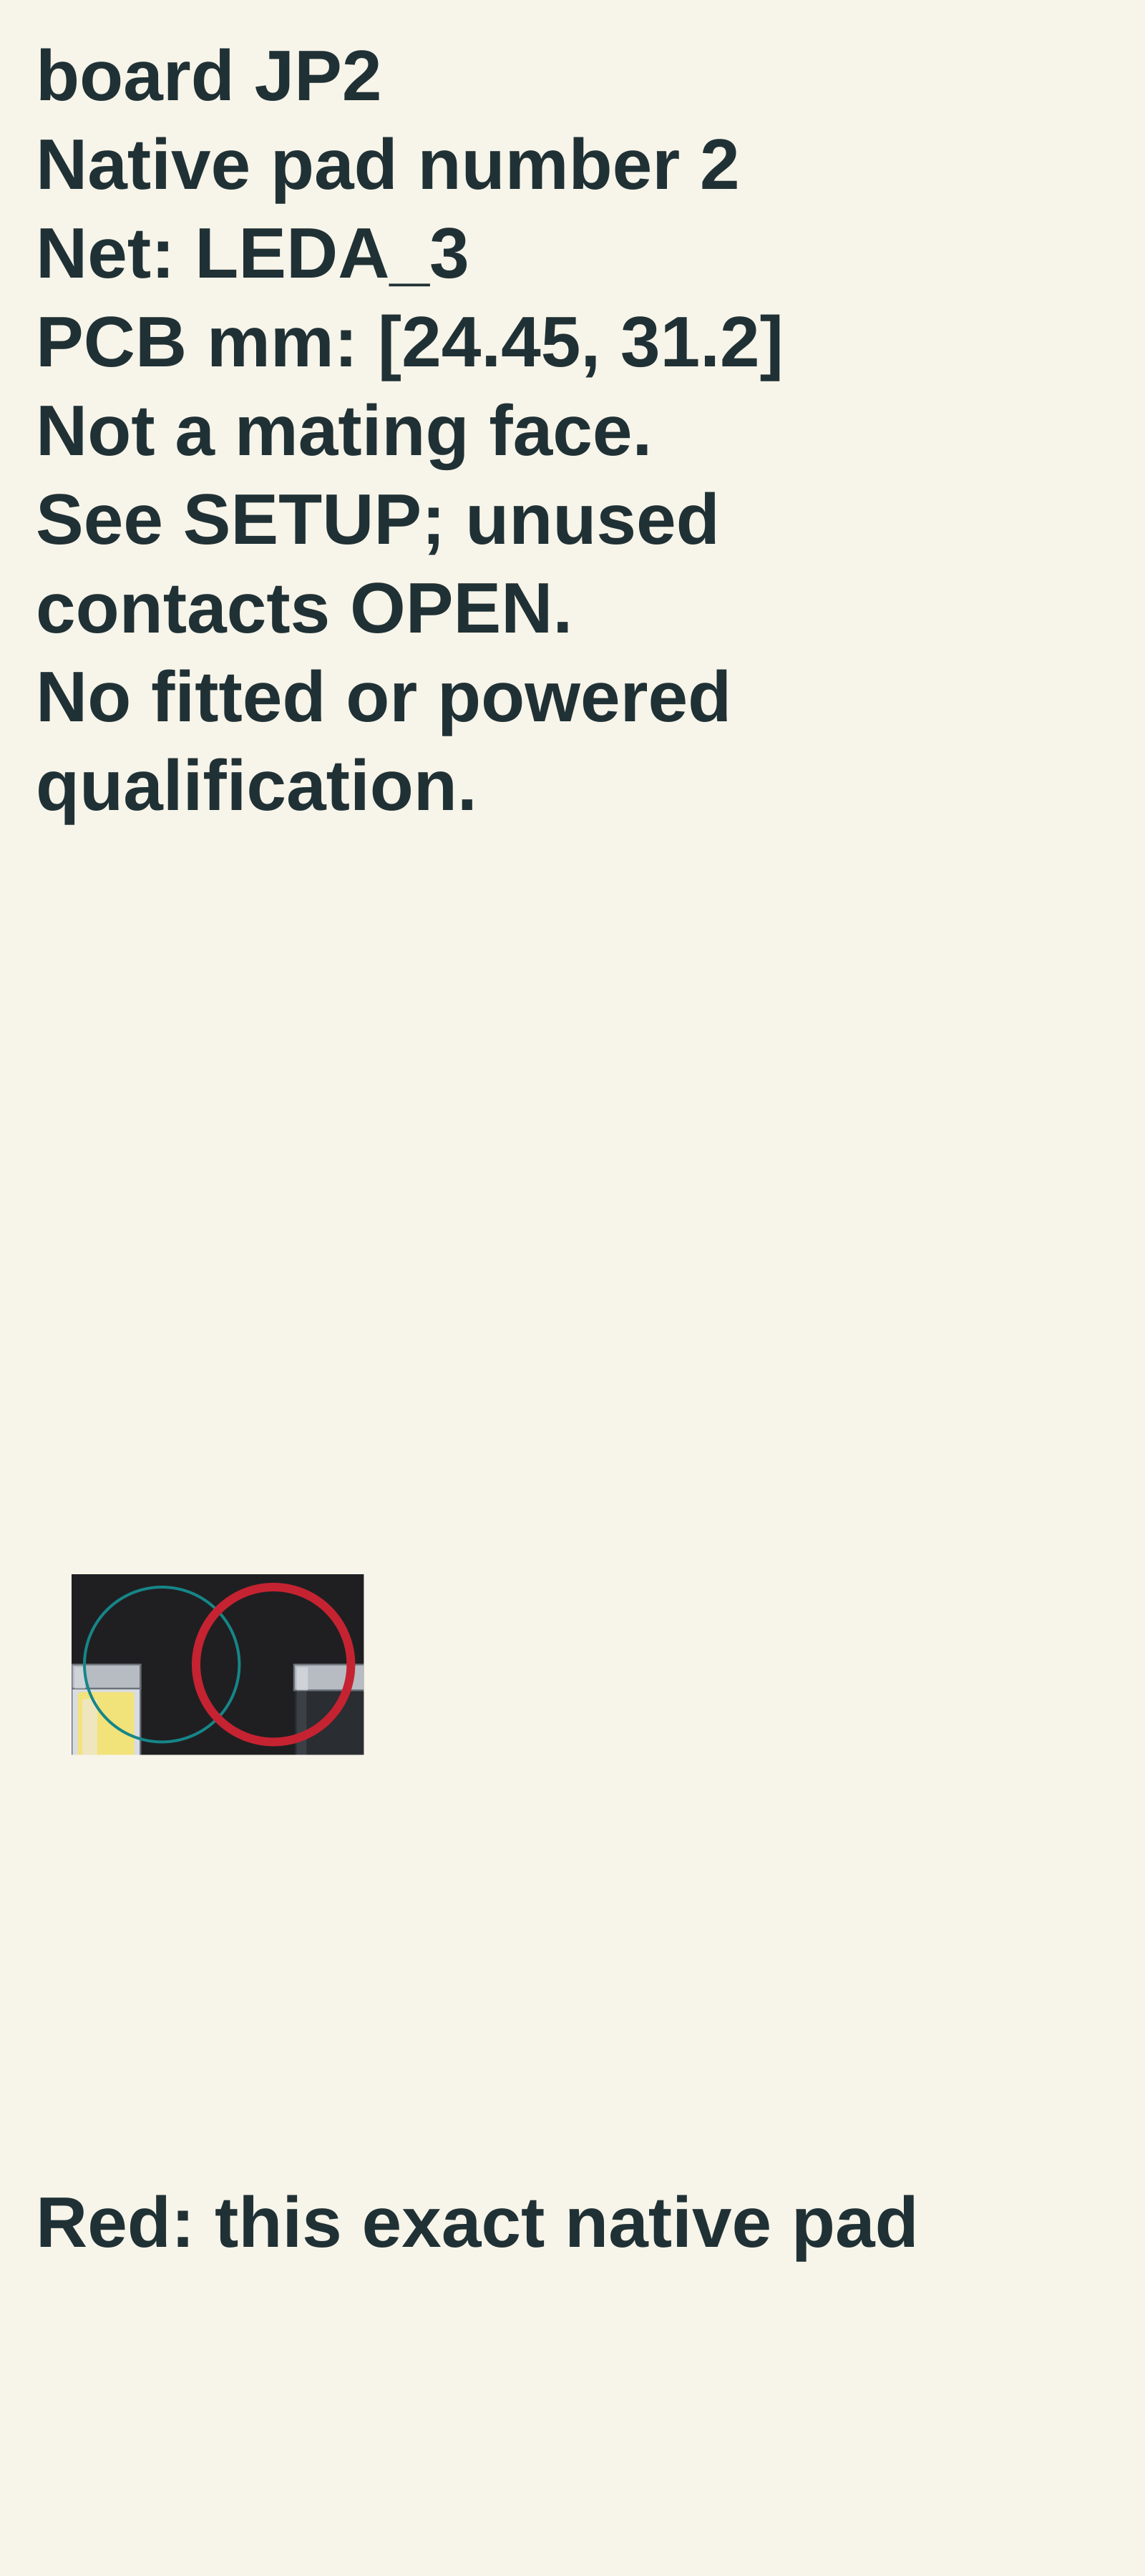 board JP2
Native pad number 2
Net: LEDA_3
PCB mm: [24.45, 31.2]
Not a mating face.
See SETUP; unused
contacts OPEN.
No fitted or powered
qualification.
Red: this exact native pad